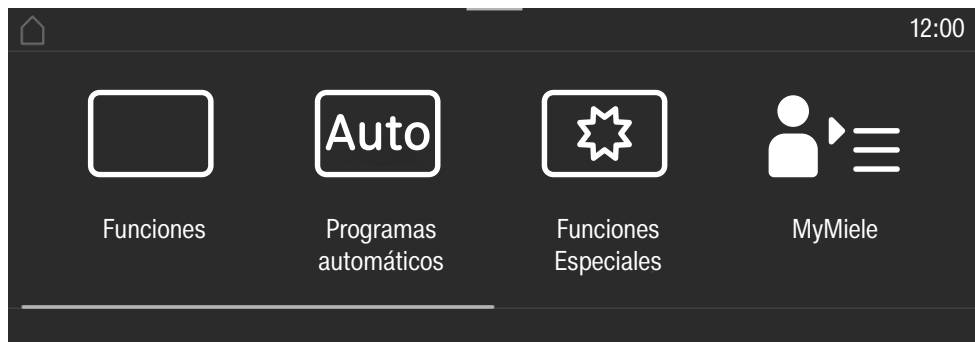 12:00
Auto
Funciones
Programas
automáticos
Funciones
Especiales
MyMiele